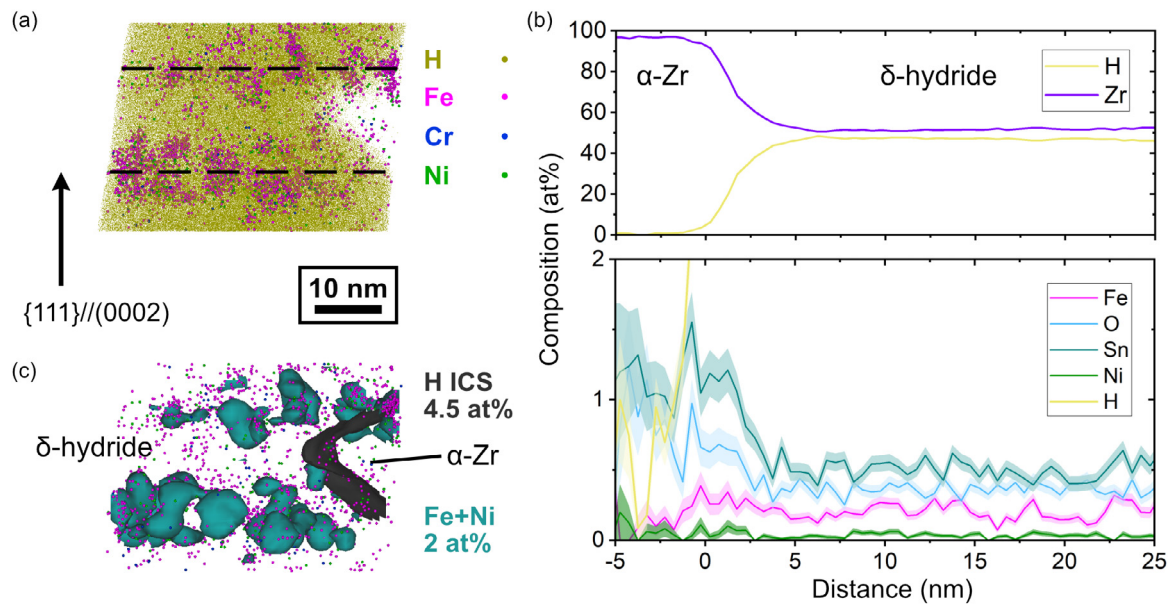 (a)
H
Fe
Cr
Ni
{111}//(0002)
10 nm
(b)
100
80
60
40
20
0
α-Zr
δ-hydride
H
Zr
Composition (at%)
2
1
0
Fe
O
Sn
Ni
H
-5 0 5 10 15 20 25
Distance (nm)
(c)
H ICS
4.5 at%
δ-hydride
α-Zr
Fe+Ni
2 at%